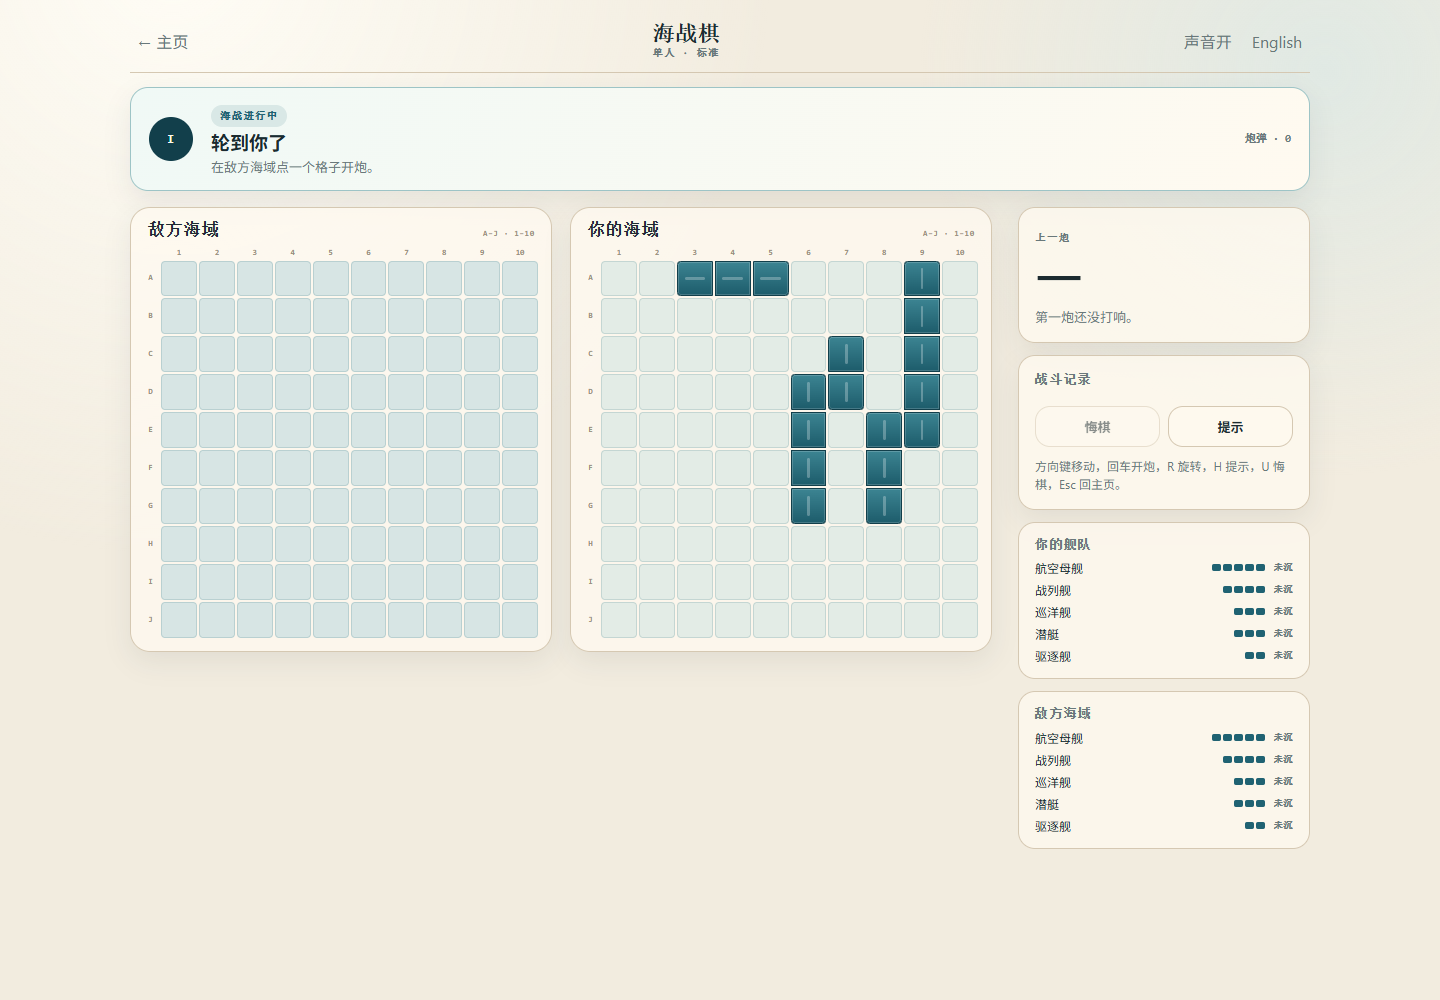 ← 主页
海战棋
单人 · 标准
声音开 English
I
海战进行中
轮到你了
在敌方海域点一个格子开炮。
炮弹 · 0
敌方海域
A-J · 1-10
1 2 3 4 5 6 7 8 9 10
A
B
C
D
E
F
G
H
I
J
你的海域
A-J · 1-10
1 2 3 4 5 6 7 8 9 10
A
B
C
D
E
F
G
H
I
J
上一炮
—
第一炮还没打响。
战斗记录
悔棋 提示
方向键移动，回车开炮，R 旋转，H 提示，U 悔
棋，Esc 回主页。
你的舰队
航空母舰 未沉
战列舰 未沉
巡洋舰 未沉
潜艇 未沉
驱逐舰 未沉
敌方海域
航空母舰 未沉
战列舰 未沉
巡洋舰 未沉
潜艇 未沉
驱逐舰 未沉